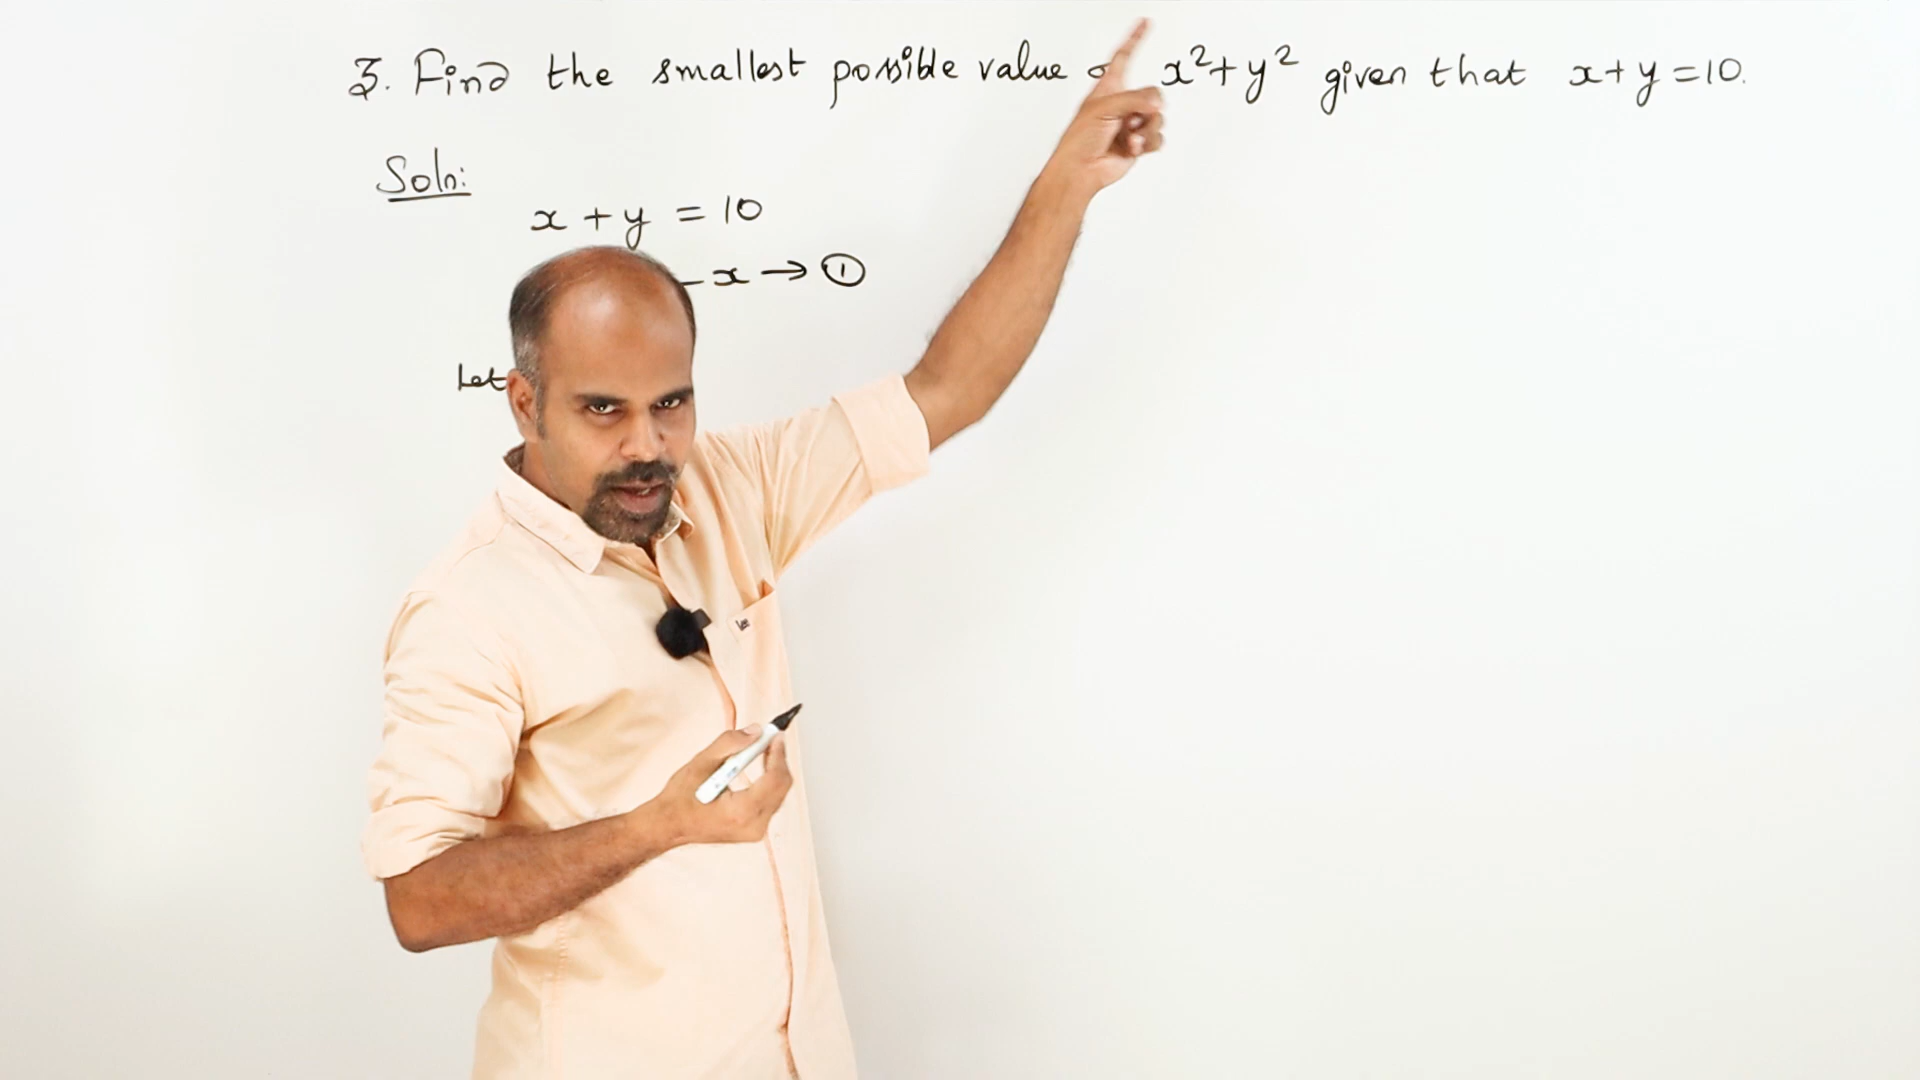 3. Find the smallest possible value x²+y² given that x+y=10.
Soln:
x+y = 10
-x → ①
Let